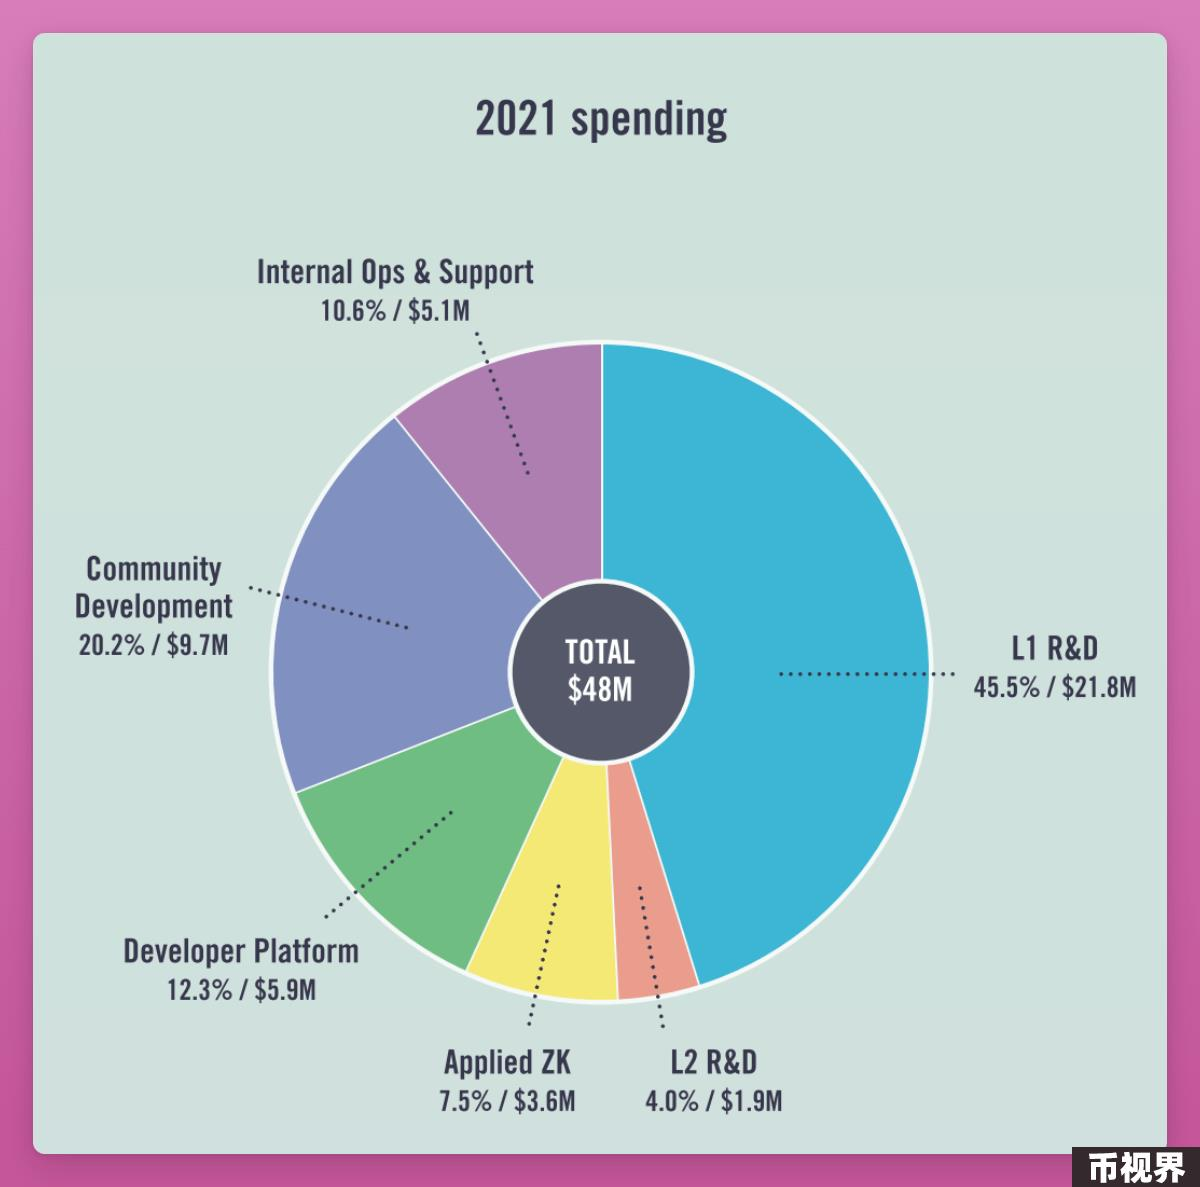 2021 spending
Internal Ops & Support
10.6% / $5.1M
Community
Development
20.2% / $9.7M
TOTAL
$48M
L1 R&D
45.5% / $21.8M
Developer Platform
12.3% / $5.9M
Applied ZK
7.5% / $3.6M
L2 R&D
4.0% / $1.9M
币视界